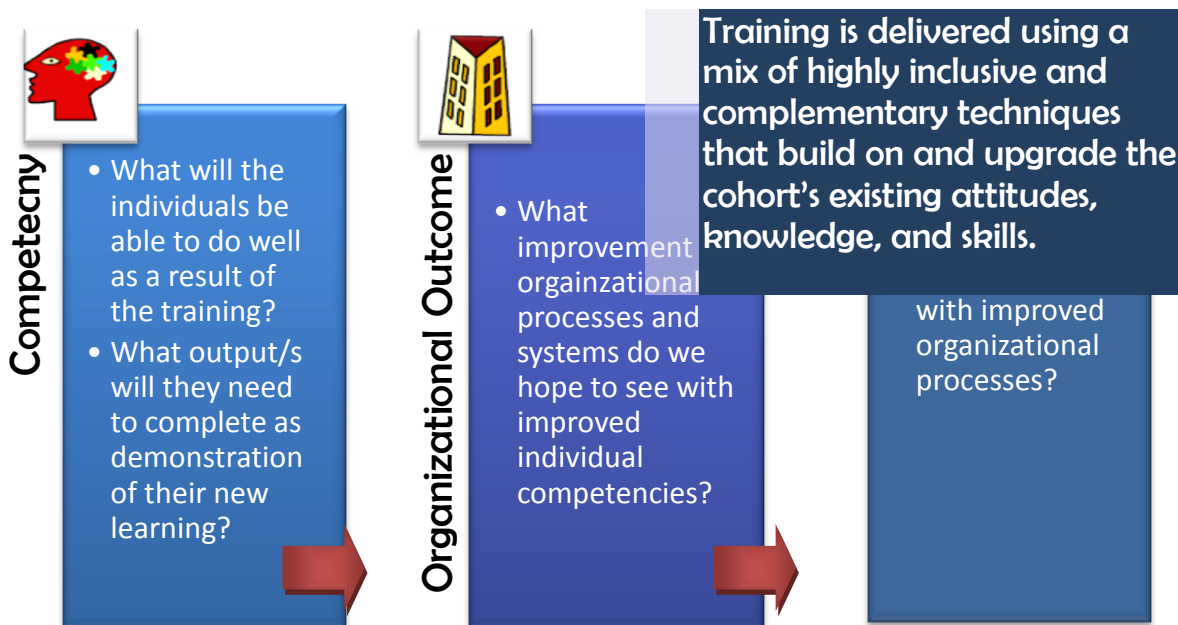 Competecny
• What will the
individuals be
able to do well
as a result of
the training?
• What output/s
will they need
to complete as
demonstration
of their new
learning?
Organizational Outcome
• What
improvement
orgainzational
processes and
systems do we
hope to see with
improved
individual
competencies?
Training is delivered using a
mix of highly inclusive and
complementary techniques
that build on and upgrade the
cohort’s existing attitudes,
knowledge, and skills.
with improved
organizational
processes?